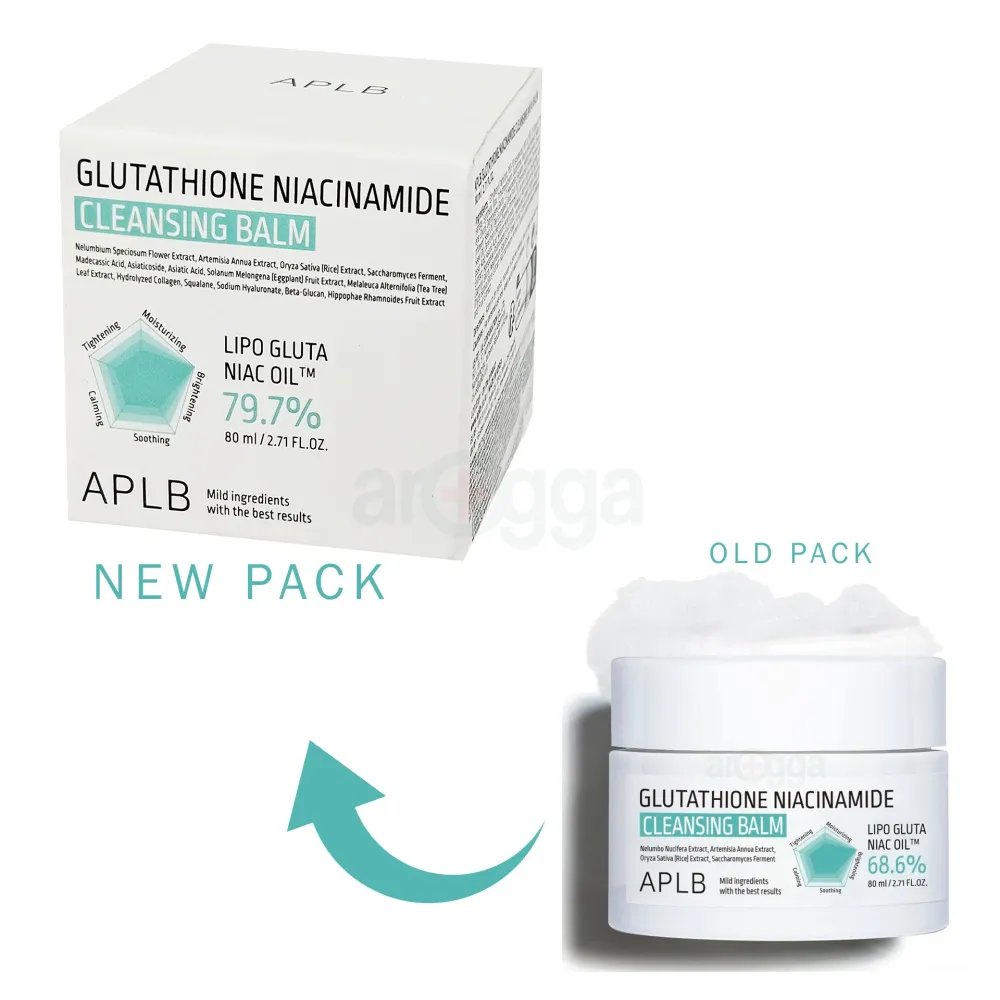 APLB
GLUTATHIONE NIACINAMIDE
CLEANSING BALM
Nelumbium Speciosum Flower Extract, Artemisia Annua Extract, Oryza Sativa (Rice) Extract, Saccharomyces Ferment,
Madecassic Acid, Asiaticoside, Asiatic Acid, Solanum Melongena (Eggplant) Fruit Extract, Melaleuca Alternifolia (Tea Tree)
Leaf Extract, Hydrolyzed Collagen, Squalane, Sodium Hyaluronate, Beta-Glucan, Hippophae Rhamnoides Fruit Extract
Moisturizing
Tightening
Brightening
Calming
Soothing
LIPO GLUTA
NIAC OIL™
79.7%
80 ml / 2.71 FL.OZ.
APLB
Mild ingredients
with the best results
arogga
NEW PACK
OLD PACK
arogga
GLUTATHIONE NIACINAMIDE
CLEANSING BALM
Nelumbo Nucifera Extract, Artemisia Annua Extract,
Oryza Sativa (Rice) Extract, Saccharomyces Ferment
Moisturizing
Tightening
Brightening
Calming
Soothing
LIPO GLUTA
NIAC OIL™
68.6%
80 ml / 2.71 FL.OZ.
APLB
Mild ingredients
with the best results